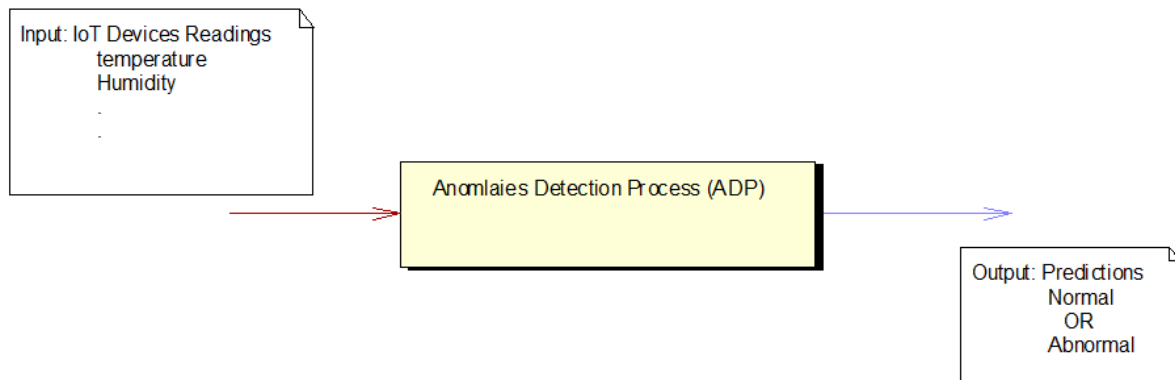 Input: IoT Devices Readings
temperature
Humidity
.
.
Anomlaies Detection Process (ADP)
Output: Predictions
Normal
OR
Abnormal